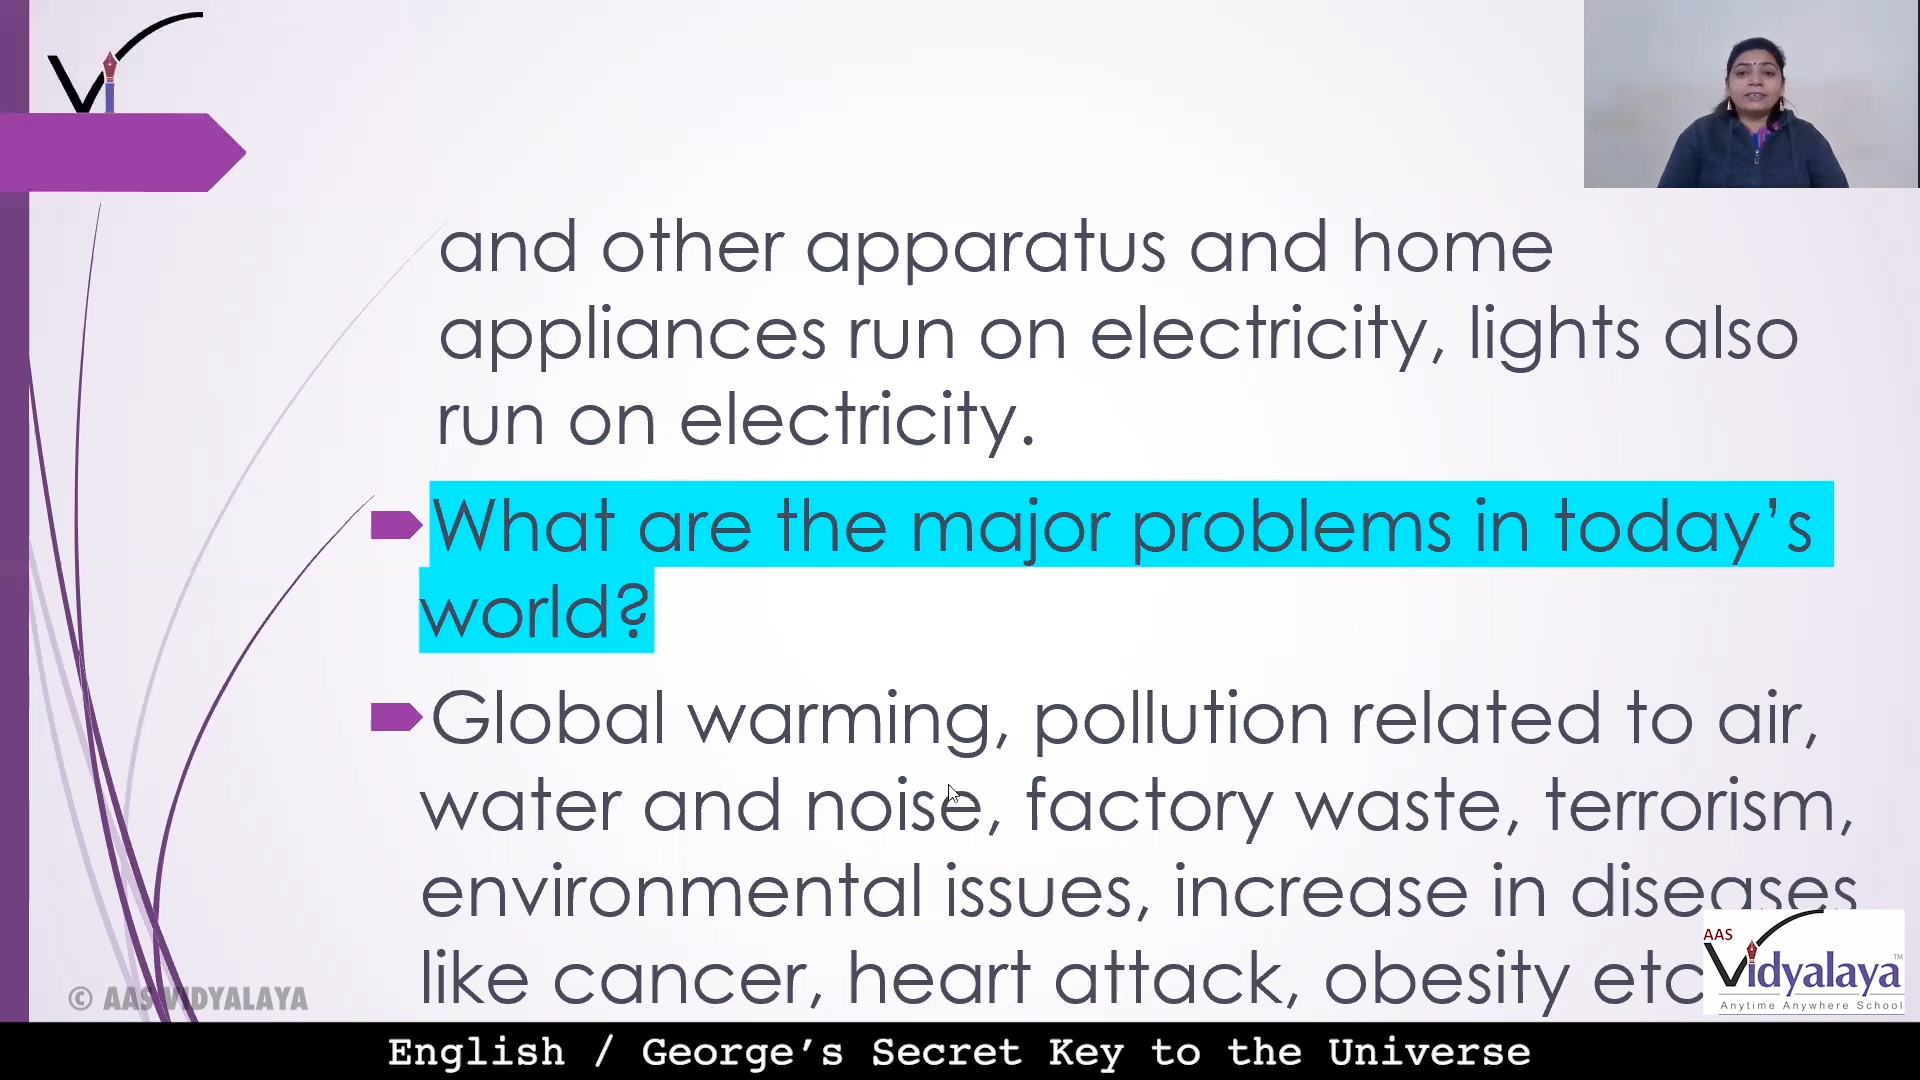 Vi
and other apparatus and home
appliances run on electricity, lights also
run on electricity.
What are the major problems in today’s
world?
Global warming, pollution related to air,
water and noise, factory waste, terrorism,
environmental issues, increase in diseases
like cancer, heart attack, obesity etc
AAS
Vidyalaya™
Anytime Anywhere School
© AAS VIDYALAYA
English / George’s Secret Key to the Universe